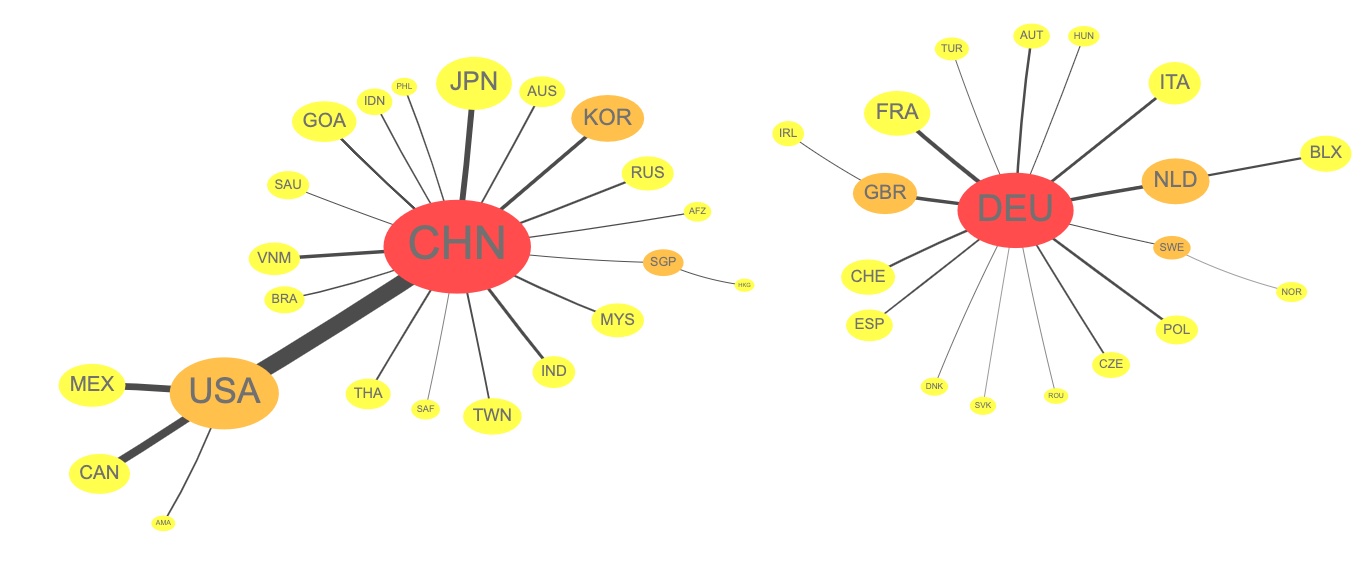 JPN
PHL
AUS
IDN
GOA
KOR
RUS
SAU
AFZ
CHN
VNM
SGP
HKG
BRA
MYS
IND
THA
SAF
TWN
MEX
USA
CAN
AMA
AUT
HUN
TUR
ITA
FRA
IRL
BLX
NLD
GBR
DEU
SWE
CHE
NOR
ESP
POL
CZE
DNK
ROU
SVK